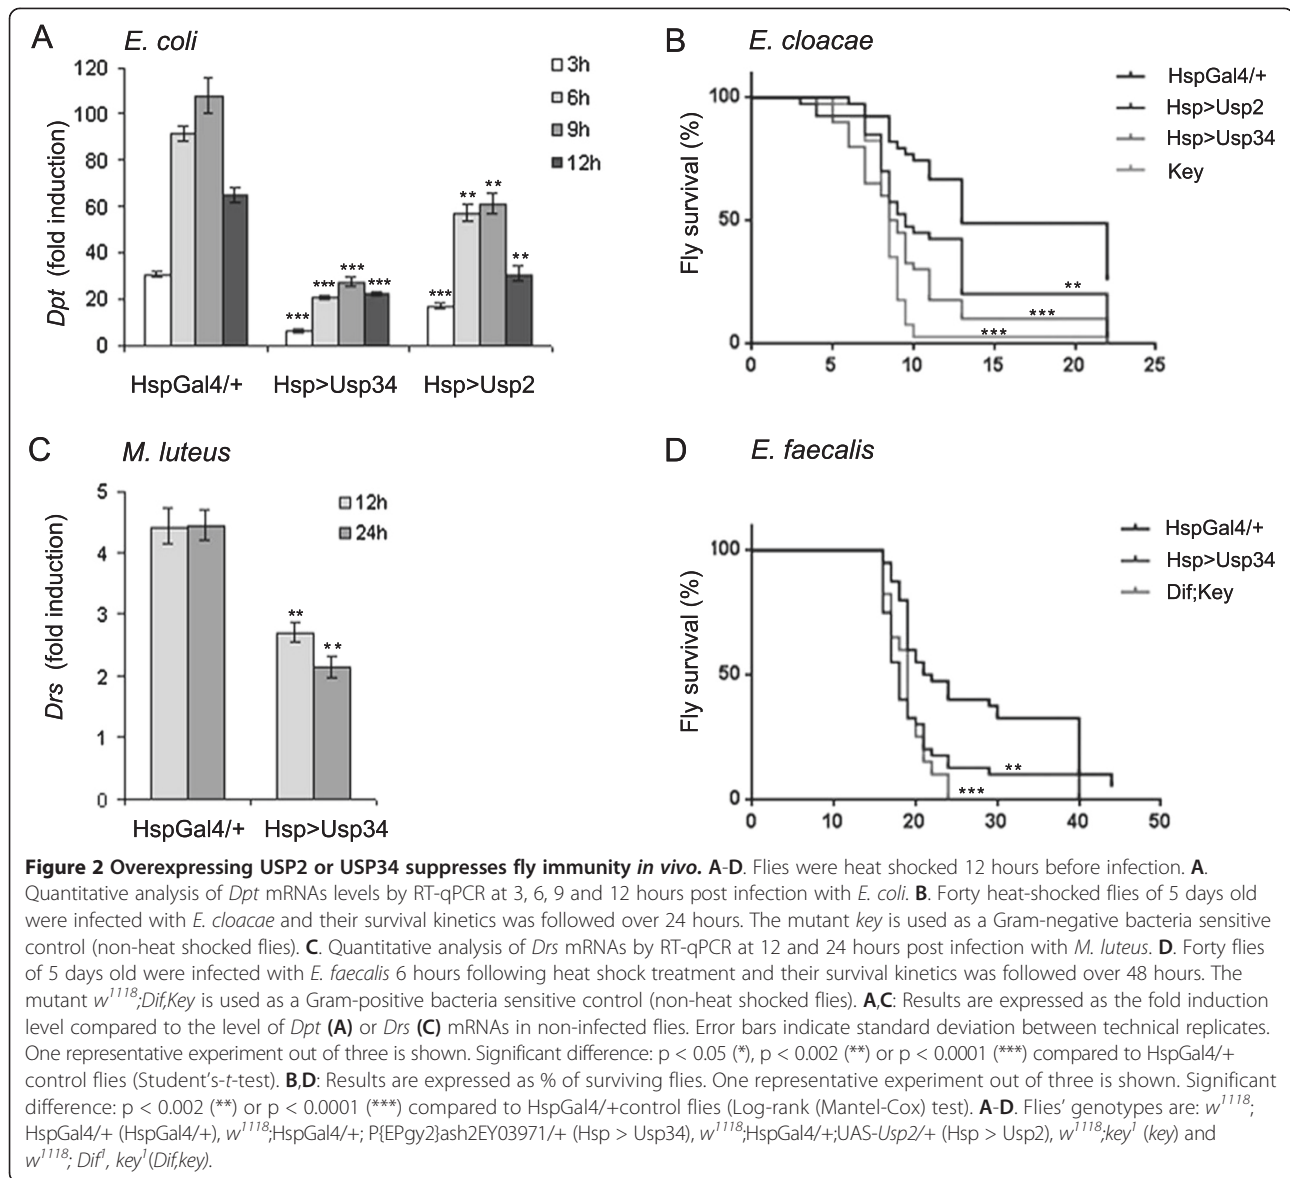 A
E. coli
120
100
80
60
40
20
0
Dpt (fold induction)
3h
6h
9h
12h
***
***
***
***
***
**
**
**
HspGal4/+
Hsp>Usp34
Hsp>Usp2
B
E. cloacae
100
50
0
Fly survival (%)
HspGal4/+
Hsp>Usp2
Hsp>Usp34
Key
**
***
***
0 5 10 15 20 25
C
M. luteus
5
4
3
2
1
0
Drs (fold induction)
12h
24h
**
**
HspGal4/+
Hsp>Usp34
D
E. faecalis
100
50
0
Fly survival (%)
HspGal4/+
Hsp>Usp34
Dif;Key
**
***
0 10 20 30 40 50
Figure 2 Overexpressing USP2 or USP34 suppresses fly immunity in vivo. A-D. Flies were heat shocked 12 hours before infection. A.
Quantitative analysis of Dpt mRNAs levels by RT-qPCR at 3, 6, 9 and 12 hours post infection with E. coli. B. Forty heat-shocked flies of 5 days old
were infected with E. cloacae and their survival kinetics was followed over 24 hours. The mutant key is used as a Gram-negative bacteria sensitive
control (non-heat shocked flies). C. Quantitative analysis of Drs mRNAs by RT-qPCR at 12 and 24 hours post infection with M. luteus. D. Forty flies
of 5 days old were infected with E. faecalis 6 hours following heat shock treatment and their survival kinetics was followed over 48 hours. The
mutant w1118;Dif,Key is used as a Gram-positive bacteria sensitive control (non-heat shocked flies). A,C: Results are expressed as the fold induction
level compared to the level of Dpt (A) or Drs (C) mRNAs in non-infected flies. Error bars indicate standard deviation between technical replicates.
One representative experiment out of three is shown. Significant difference: p < 0.05 (*), p < 0.002 (**) or p < 0.0001 (***) compared to HspGal4/+
control flies (Student's-t-test). B,D: Results are expressed as % of surviving flies. One representative experiment out of three is shown. Significant
difference: p < 0.002 (**) or p < 0.0001 (***) compared to HspGal4/+control flies (Log-rank (Mantel-Cox) test). A-D. Flies' genotypes are: w1118;
HspGal4/+ (HspGal4/+), w1118;HspGal4/+; P{EPgy2}ash2EY03971/+ (Hsp > Usp34), w1118;HspGal4/+;UAS-Usp2/+ (Hsp > Usp2), w1118;key1 (key) and
w1118; Dif1, key1(Dif,key).